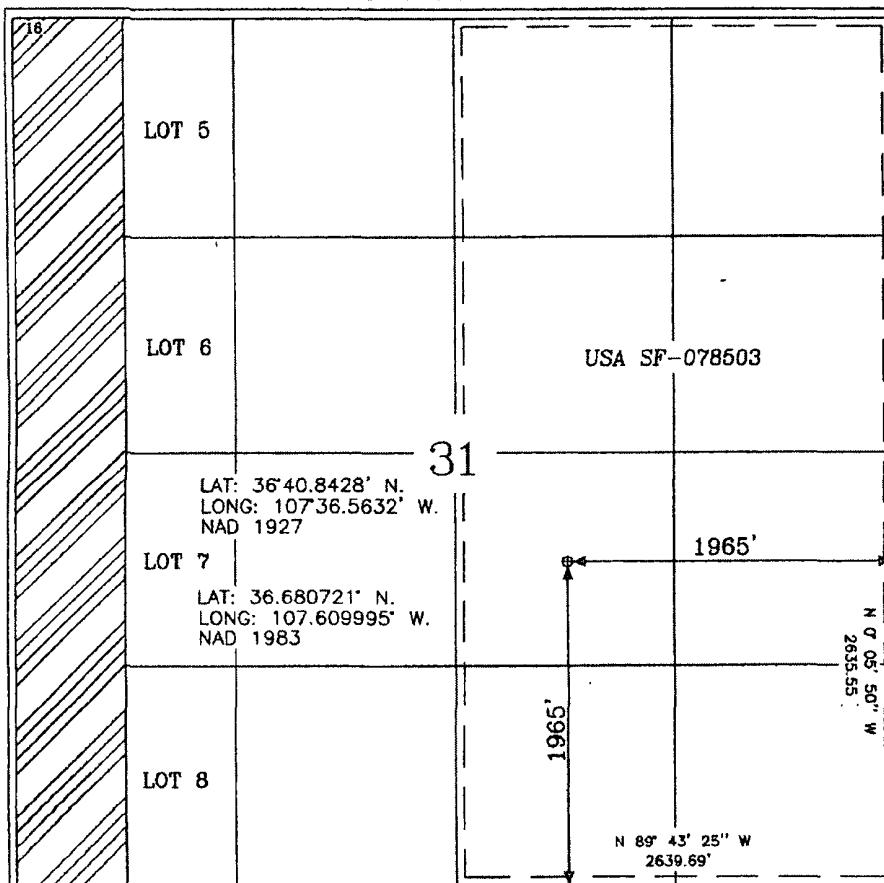 18.
LOT 5
LOT 6
USA SF-078503
31
LAT: 36°40.8428' N.
LONG: 107°36.5632' W.
NAD 1927
1965'
LOT 7
LAT: 36.680721° N.
LONG: 107.609995° W.
NAD 1983
N 0° 05' 50" W
2635.55
1965'
LOT 8
N 89° 43' 25" W
2639.69'